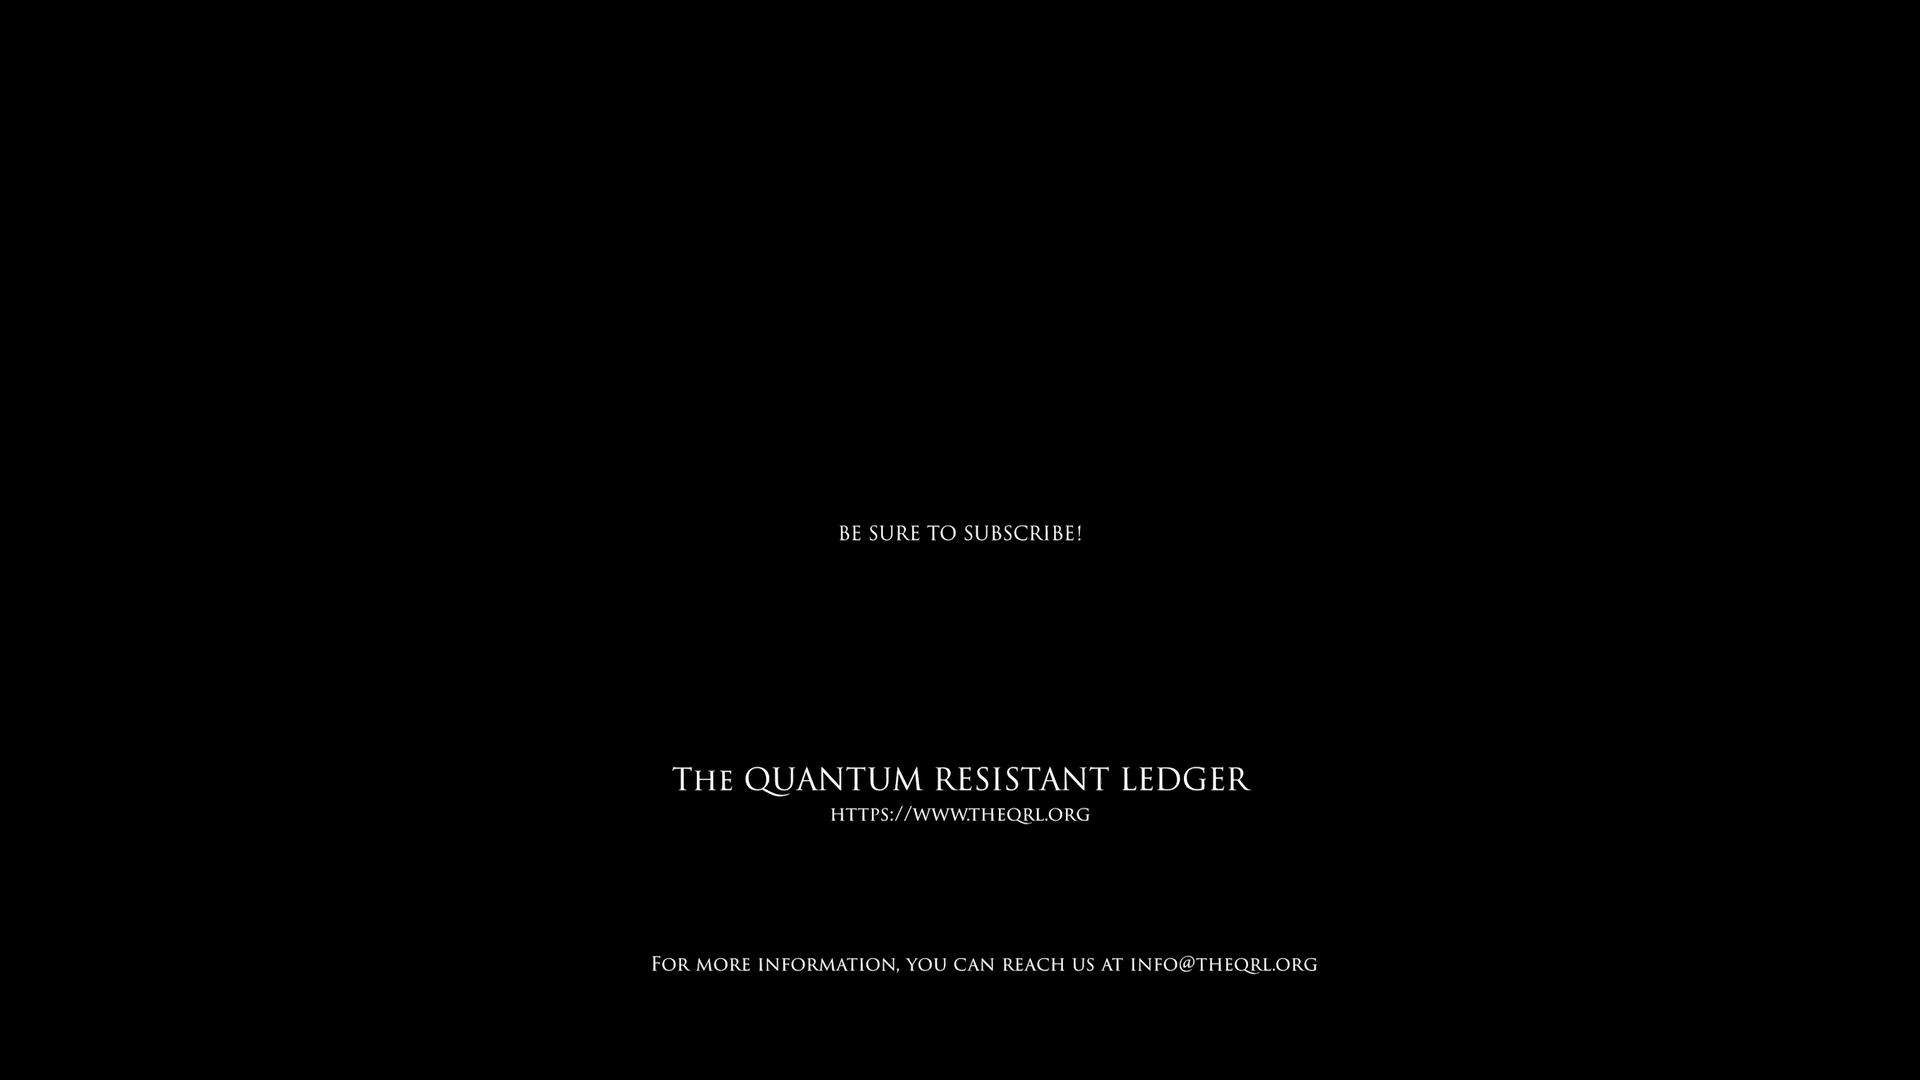 BE SURE TO SUBSCRIBE!
The QUANTUM RESISTANT LEDGER
HTTPS://WWW.THEQRL.ORG
For more information, you can reach us at info@theqrl.org